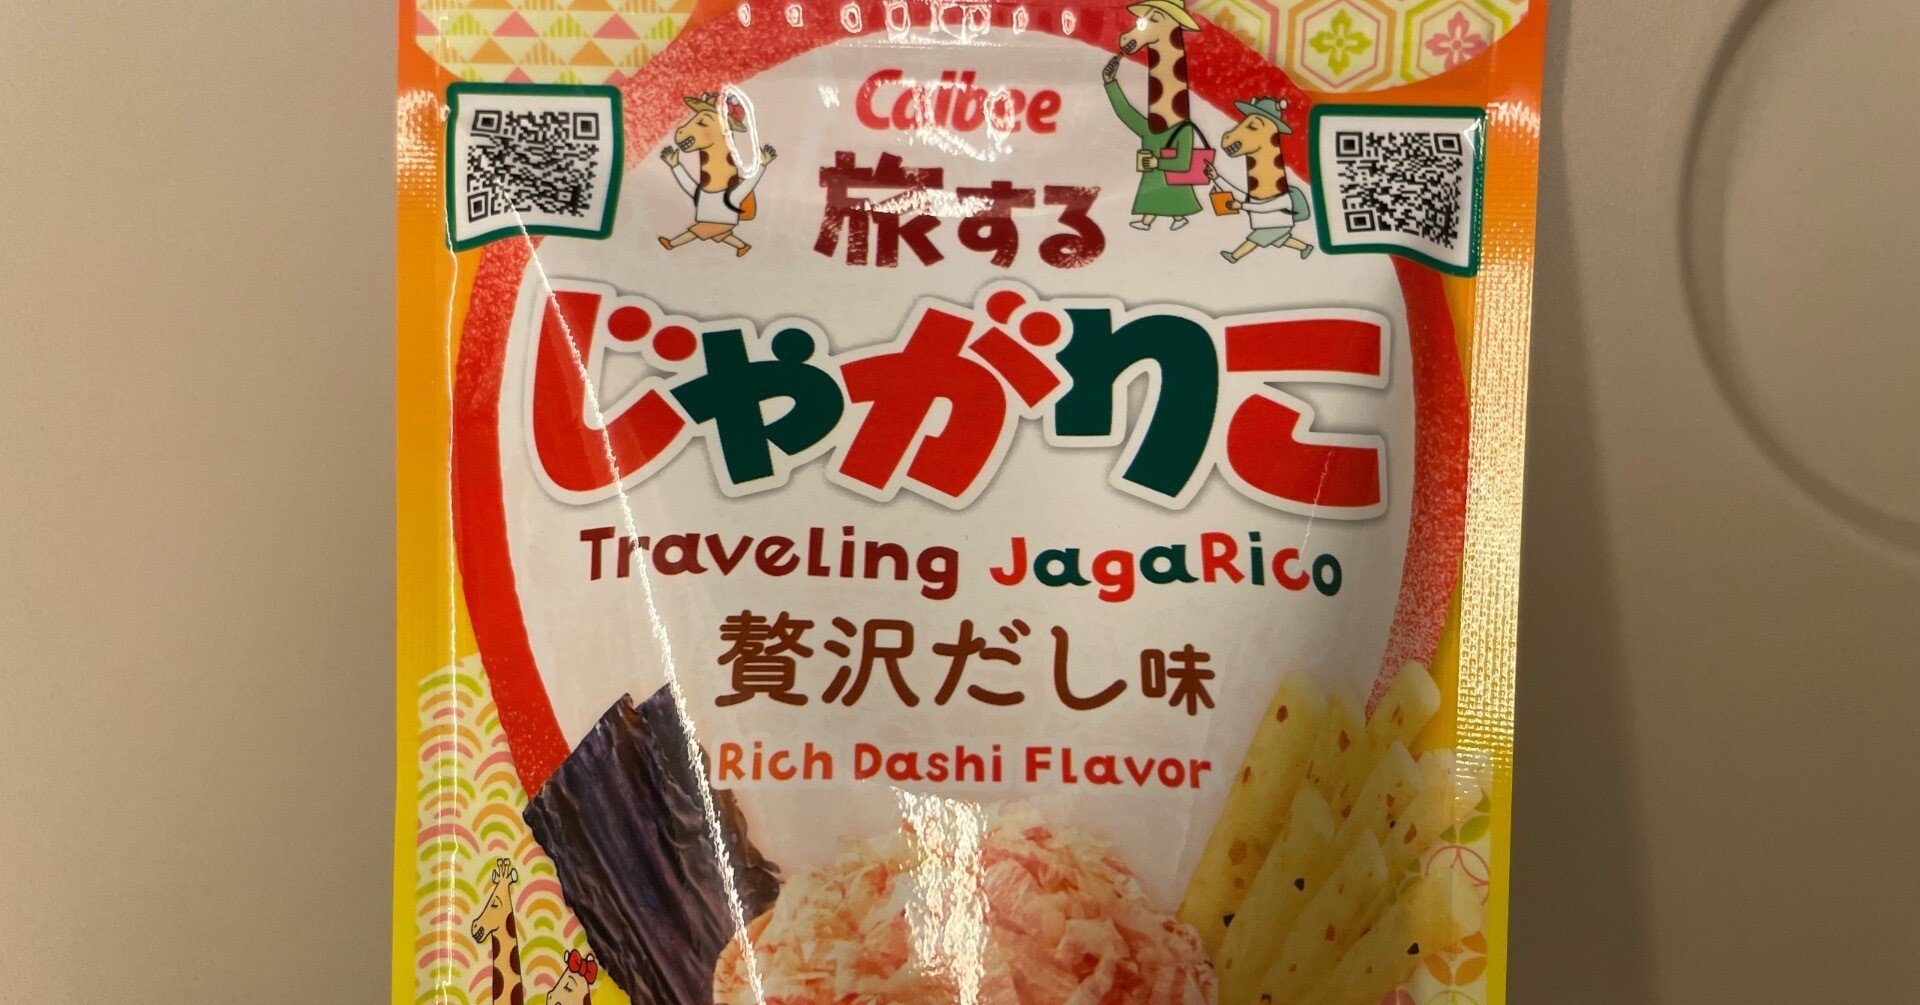 Calbee
旅する
じゃがりこ
Traveling JagaRico
贅沢だし味
Rich Dashi Flavor